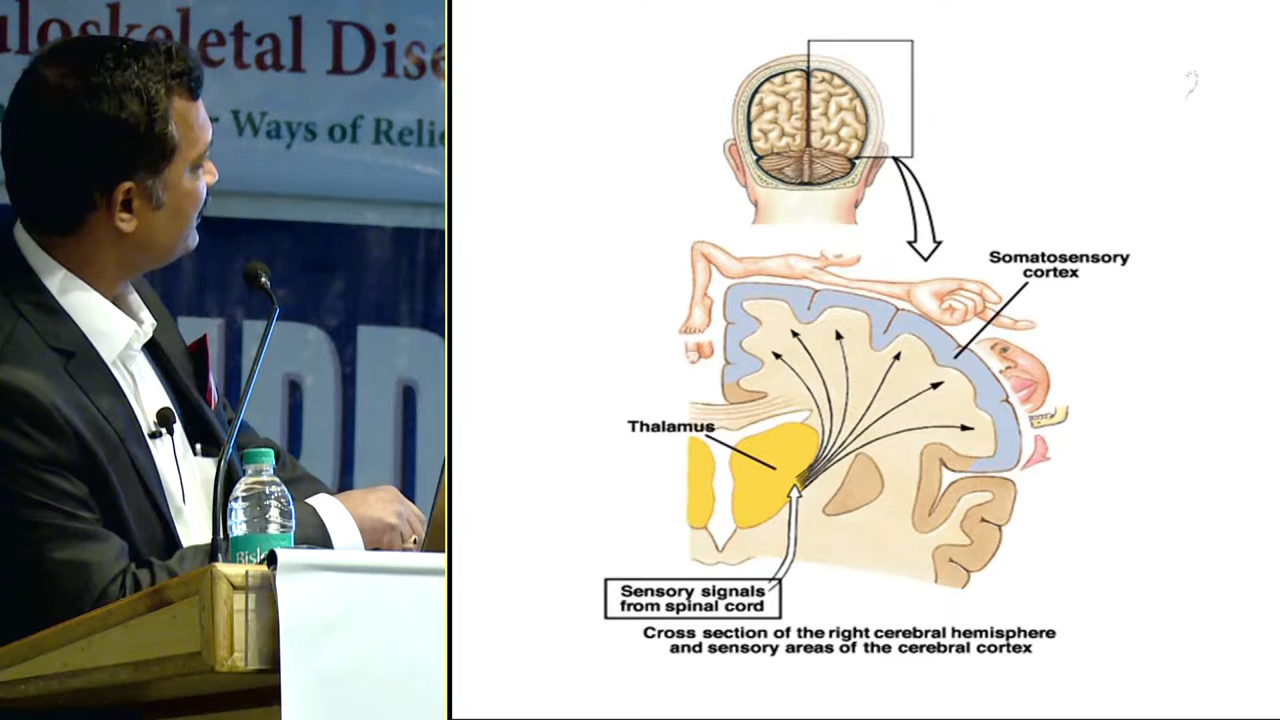 uloskeletal Dise
r Ways of Relie
Bisle
Somatosensory
cortex
Thalamus
Sensory signals
from spinal cord
Cross section of the right cerebral hemisphere
and sensory areas of the cerebral cortex